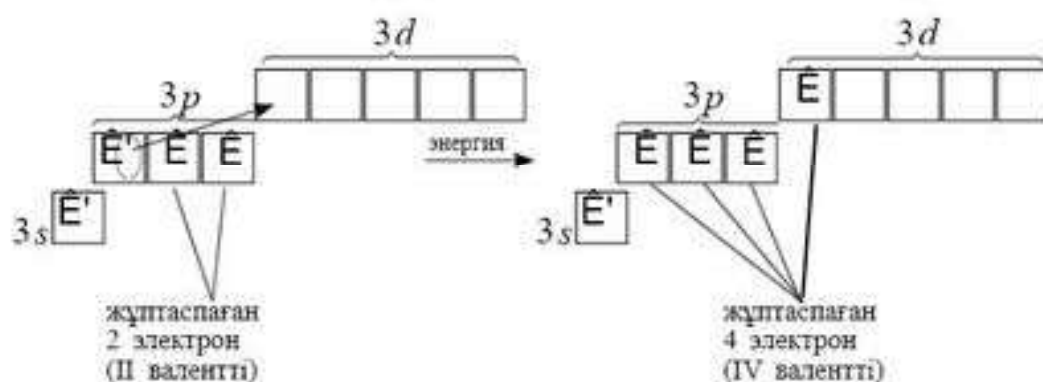 3d
3p
Ê' Ê Ê
3s Ê'
жұптаспаған
2 электрон
(II валентті)
энергия
3d
Ê
3p
Ê Ê Ê
3s Ê'
жұптаспаған
4 электрон
(IV валентті)